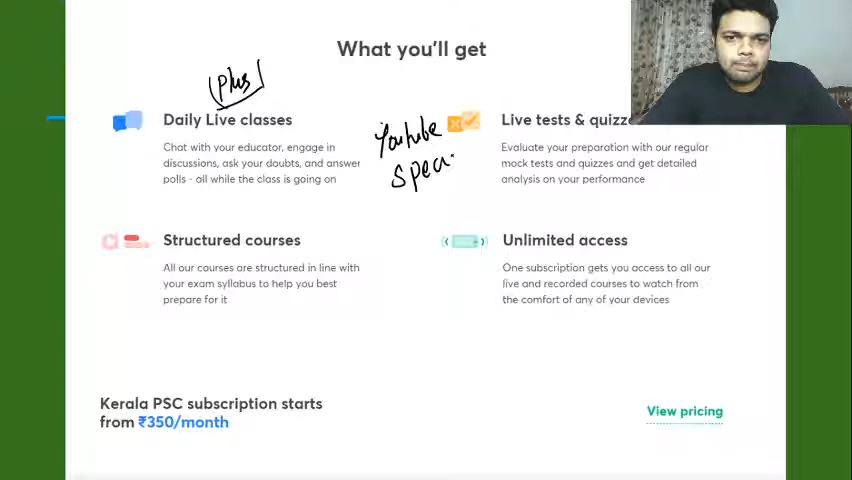 What you'll get
(Plus)
Daily Live classes
Chat with your educator, engage in
discussions, ask your doubts, and answer
polls - all while the class is going on
Youtube
Live tests & quizze
Evaluate your preparation with our regular
mock tests and quizzes and get detailed
analysis on your performance
Structured courses
All our courses are structured in line with
your exam syllabus to help you best
prepare for it
Unlimited access
One subscription gets you access to all our
live and recorded courses to watch from
the comfort of any of your devices
Kerala PSC subscription starts
from ₹350/month
View pricing